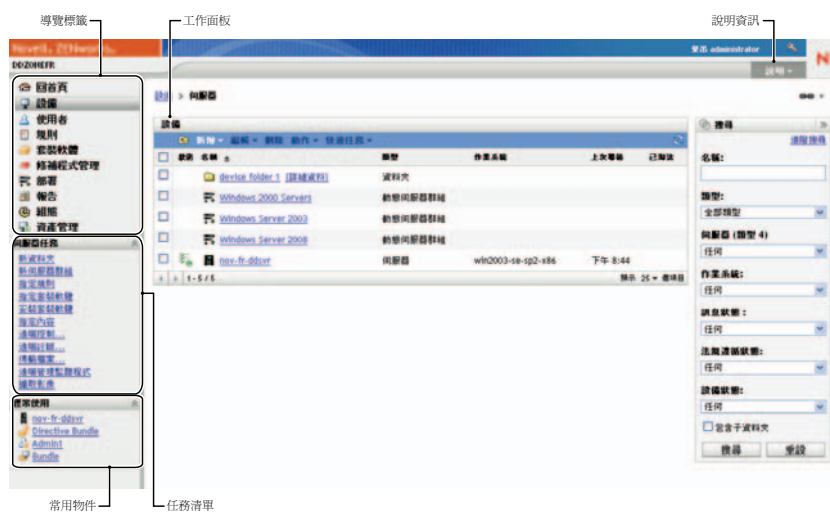 導覽標籤
工作面板
說明資訊
Novell ZENworks
登出 administrator
說明
回首頁
設備
使用者
規則
套裝軟體
修補程式管理
部署
報告
組態
資產管理
設備 > 伺服器
設備
新增 編輯 刪除 動作 快速任務
狀態 名稱 類型 作業系統 上次聯絡 已淘汰
device folder 1 (詳細資料) 資料夾
Windows 2000 Servers 動態伺服器群組
Windows Server 2003 動態伺服器群組
Windows Server 2008 動態伺服器群組
nov-fr-ddsvr 伺服器 win2003-se-sp2-x86 下午 8:44
1-5 / 5
顯示 25 個項目
伺服器任務
新資料夾
新伺服器群組
指定規則
指定套裝軟體
安裝套裝軟體
指定內容
遠端控制...
遠端診斷...
傳輸檔案...
遠端管理監聽程式
擷取影像
經常使用
nov-fr-ddsvr
Directive Bundle
Admin1
Bundle
搜尋
進階搜尋
名稱:
類型:
全部類型
伺服器 (類型 4)
任何
作業系統:
任何
訊息狀態:
任何
法規遵循狀態:
任何
設備狀態:
任何
包含子資料夾
搜尋 重設
常用物件
任務清單